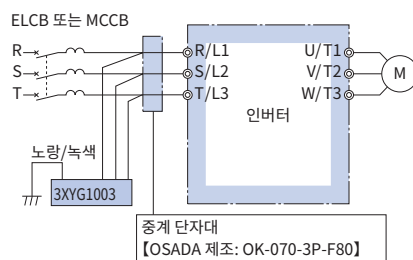 ELCB 또는 MCCB
R
S
T
R/L1
S/L2
T/L3
U/T1
V/T2
W/T3
M
인버터
노랑/녹색
3XYG1003
중계 단자대
【OSADA 제조: OK-070-3P-F80】